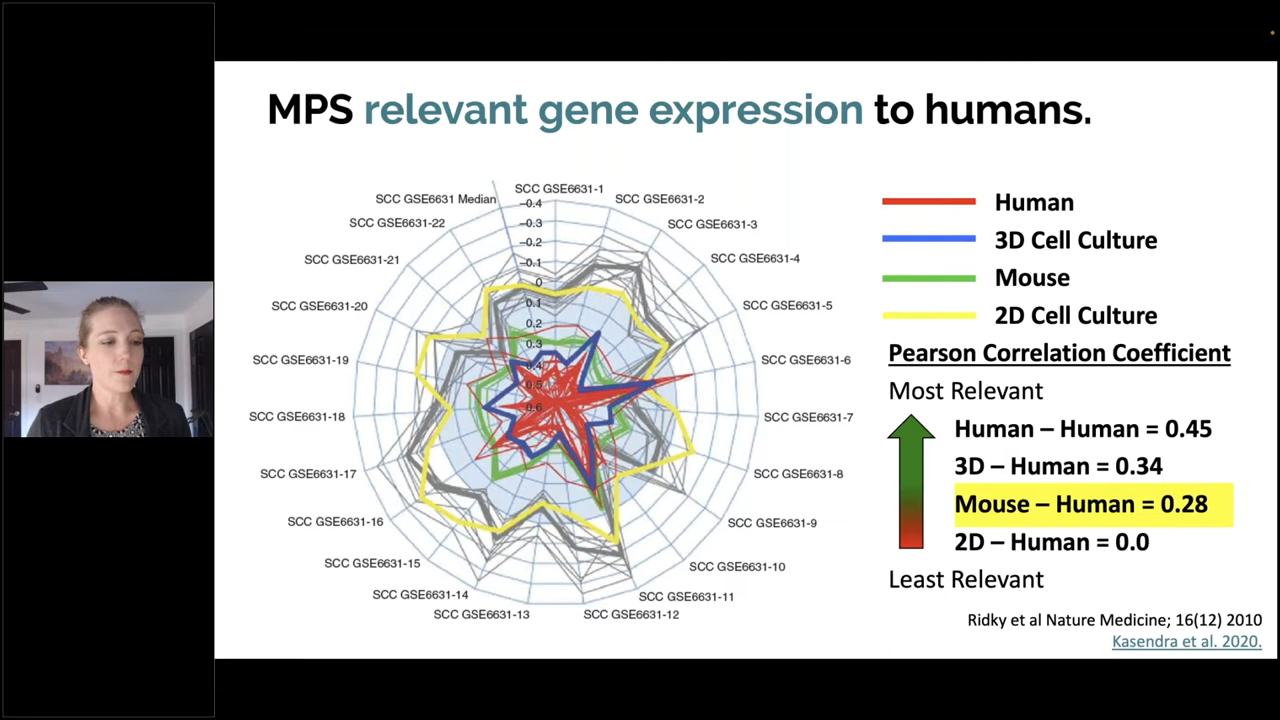 MPS relevant gene expression to humans.
SCC GSE6631-1
SCC GSE6631-2
SCC GSE6631-3
SCC GSE6631-4
SCC GSE6631-5
SCC GSE6631-6
SCC GSE6631-7
SCC GSE6631-8
SCC GSE6631-9
SCC GSE6631-10
SCC GSE6631-11
SCC GSE6631-12
SCC GSE6631-13
SCC GSE6631-14
SCC GSE6631-15
SCC GSE6631-16
SCC GSE6631-17
SCC GSE6631-18
SCC GSE6631-19
SCC GSE6631-20
SCC GSE6631-21
SCC GSE6631-22
SCC GSE6631 Median
–0.4
–0.3
–0.2
–0.1
0
0.1
0.2
0.3
0.4
0.5
0.6
Human
3D Cell Culture
Mouse
2D Cell Culture
Pearson Correlation Coefficient
Most Relevant
Human – Human = 0.45
3D – Human = 0.34
Mouse – Human = 0.28
2D – Human = 0.0
Least Relevant
Ridky et al Nature Medicine; 16(12) 2010
Kasendra et al. 2020.